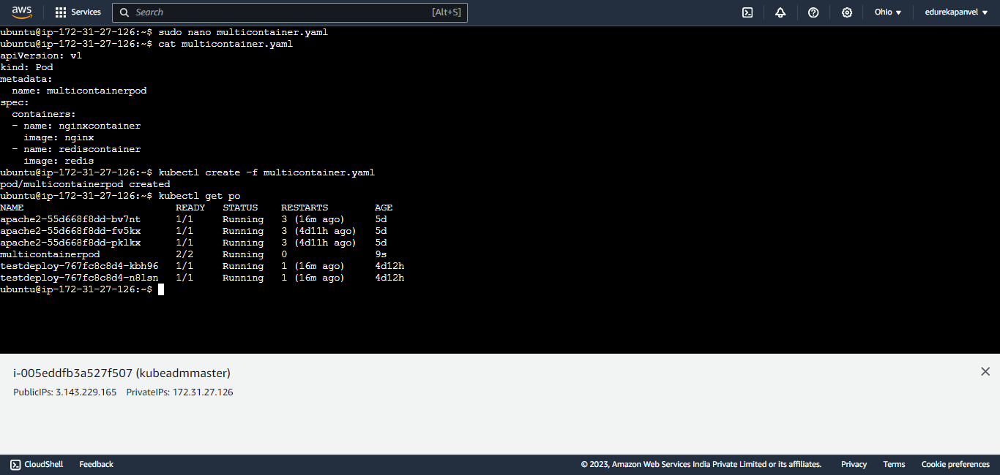 aws Services Search [Alt+S] Ohio edurekapanvel
ubuntu@ip-172-31-27-126:~$ sudo nano multicontainer.yaml
ubuntu@ip-172-31-27-126:~$ cat multicontainer.yaml
apiVersion: v1
kind: Pod
metadata:
  name: multicontainerpod
spec:
  containers:
  - name: nginxcontainer
    image: nginx
  - name: rediscontainer
    image: redis
ubuntu@ip-172-31-27-126:~$ kubectl create -f multicontainer.yaml
pod/multicontainerpod created
ubuntu@ip-172-31-27-126:~$ kubectl get po
NAME                          READY   STATUS    RESTARTS        AGE
apache2-55d668f8dd-bv7nt      1/1     Running   3 (16m ago)     5d
apache2-55d668f8dd-fv5kx      1/1     Running   3 (4d11h ago)   5d
apache2-55d668f8dd-pklkx      1/1     Running   3 (4d11h ago)   5d
multicontainerpod             2/2     Running   0               9s
testdeploy-767fc8c8d4-kbh96   1/1     Running   1 (16m ago)     4d12h
testdeploy-767fc8c8d4-n8lsn   1/1     Running   1 (16m ago)     4d12h
ubuntu@ip-172-31-27-126:~$
i-005eddfb3a527f507 (kubeadmmaster)
PublicIPs: 3.143.229.165 PrivateIPs: 172.31.27.126
CloudShell Feedback © 2023, Amazon Web Services India Private Limited or its affiliates. Privacy Terms Cookie preferences